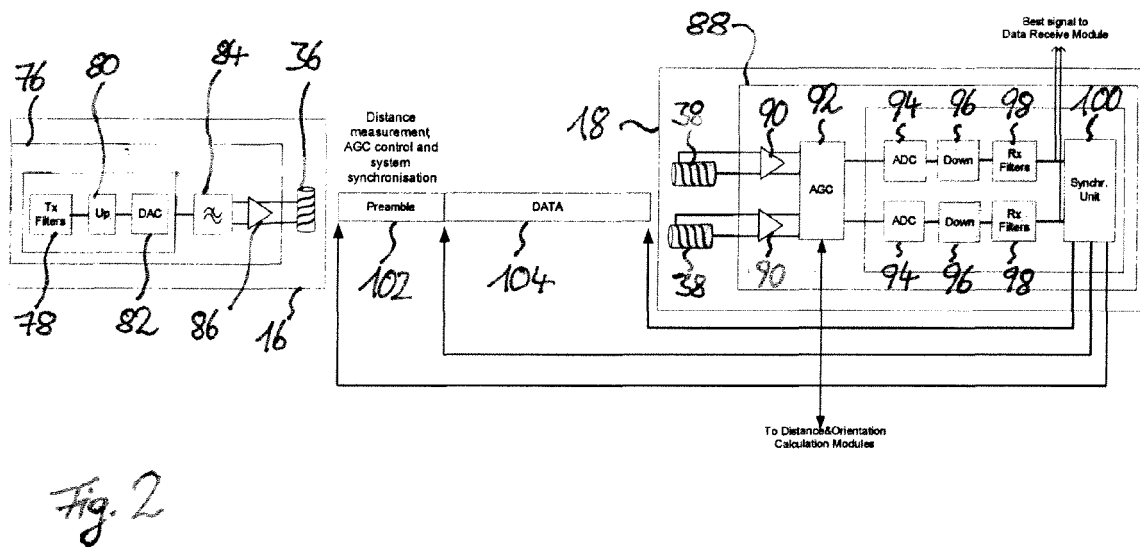 88
Best signal to
Data Receive Module
76
80
84
36
18
38
90
92
94
96
98
100
Distance
measurement,
AGC control and
system
synchronisation
Tx
Filters
Up
DAC
AGC
ADC
Down
Rx
Filters
Synchr.
Unit
Preamble
DATA
ADC
Down
Rx
Filters
102
104
38
90
94
96
98
78
82
86
16
To Distance&Orientation
Calculation Modules
Fig. 2